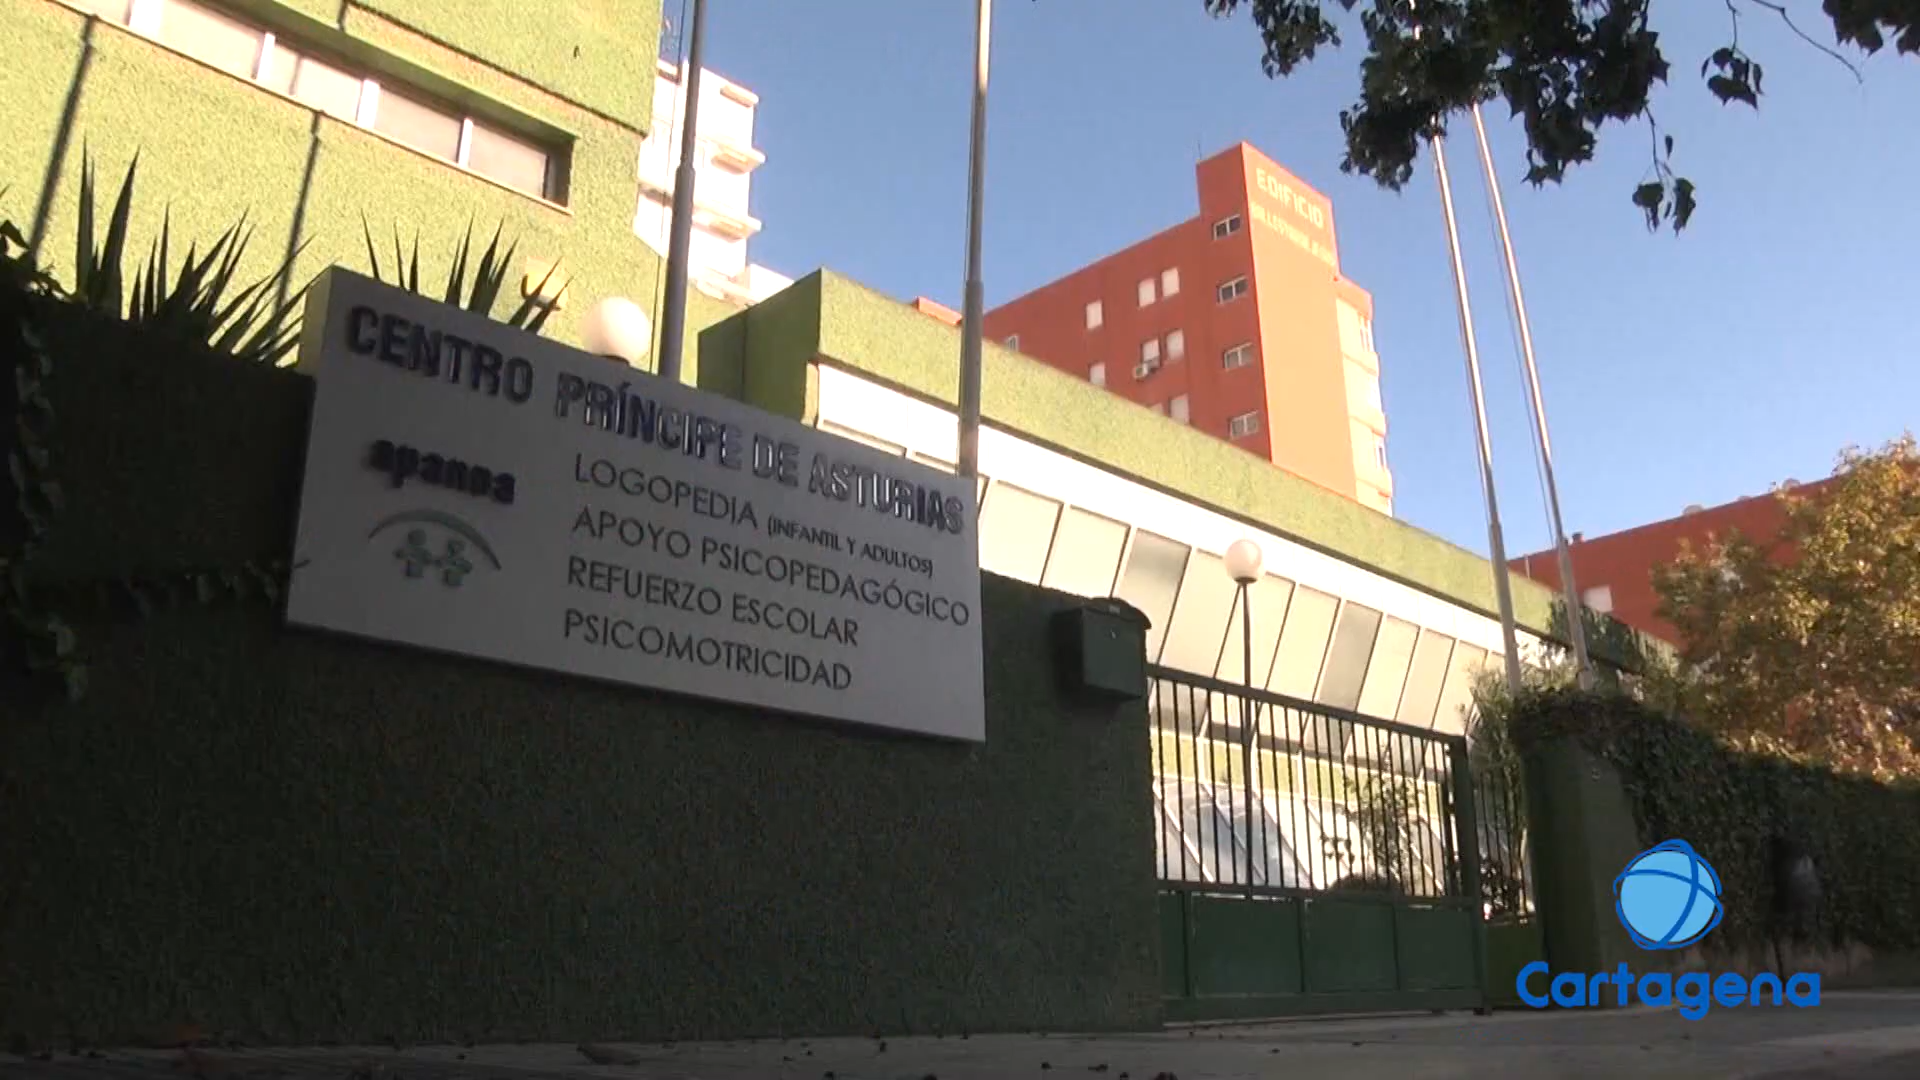 EDIFICIO
CENTRO PRÍNCIPE DE ASTURIAS
apanda
LOGOPEDIA (INFANTIL Y ADULTOS)
APOYO PSICOPEDAGÓGICO
REFUERZO ESCOLAR
PSICOMOTRICIDAD
Cartagena